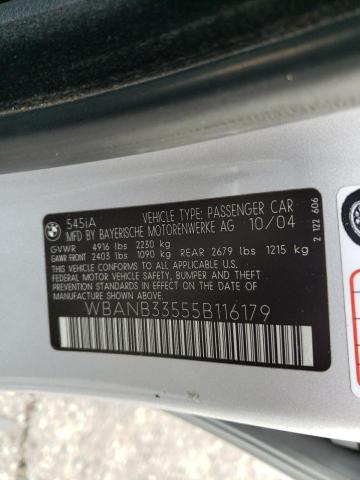 545iA VEHICLE TYPE: PASSENGER CAR
MFD BY BAYERISCHE MOTORENWERKE AG 10/04
GVWR 4916 lbs 2230 kg
GAWR FRONT 2403 lbs 1090 kg REAR 2679 lbs 1215 kg
THIS VEHICLE CONFORMS TO ALL APPLICABLE
FEDERAL MOTOR VEHICLE SAFETY, BUMPER AND THEFT
PREVENTION STANDARDS IN EFFECT ON THE DATE OF
MANUFACTURE SHOWN ABOVE.
WBANB33555B116179
2 122 606